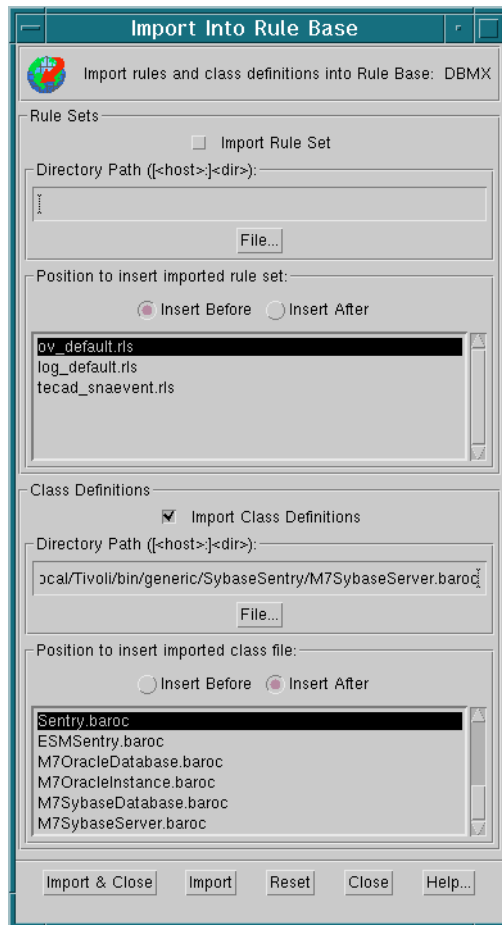 Import Into Rule Base
Import rules and class definitions into Rule Base: DBMX
Rule Sets
Import Rule Set
Directory Path ([<host>:]<dir>):
File...
Position to insert imported rule set:
Insert Before Insert After
ov_default.rls
log_default.rls
tecad_snaevent.rls
Class Definitions
Import Class Definitions
Directory Path ([<host>:]<dir>):
ocal/Tivoli/bin/generic/SybaseSentry/M7SybaseServer.baroc
File...
Position to insert imported class file:
Insert Before Insert After
Sentry.baroc
ESMSentry.baroc
M7OracleDatabase.baroc
M7OracleInstance.baroc
M7SybaseDatabase.baroc
M7SybaseServer.baroc
Import & Close Import Reset Close Help...